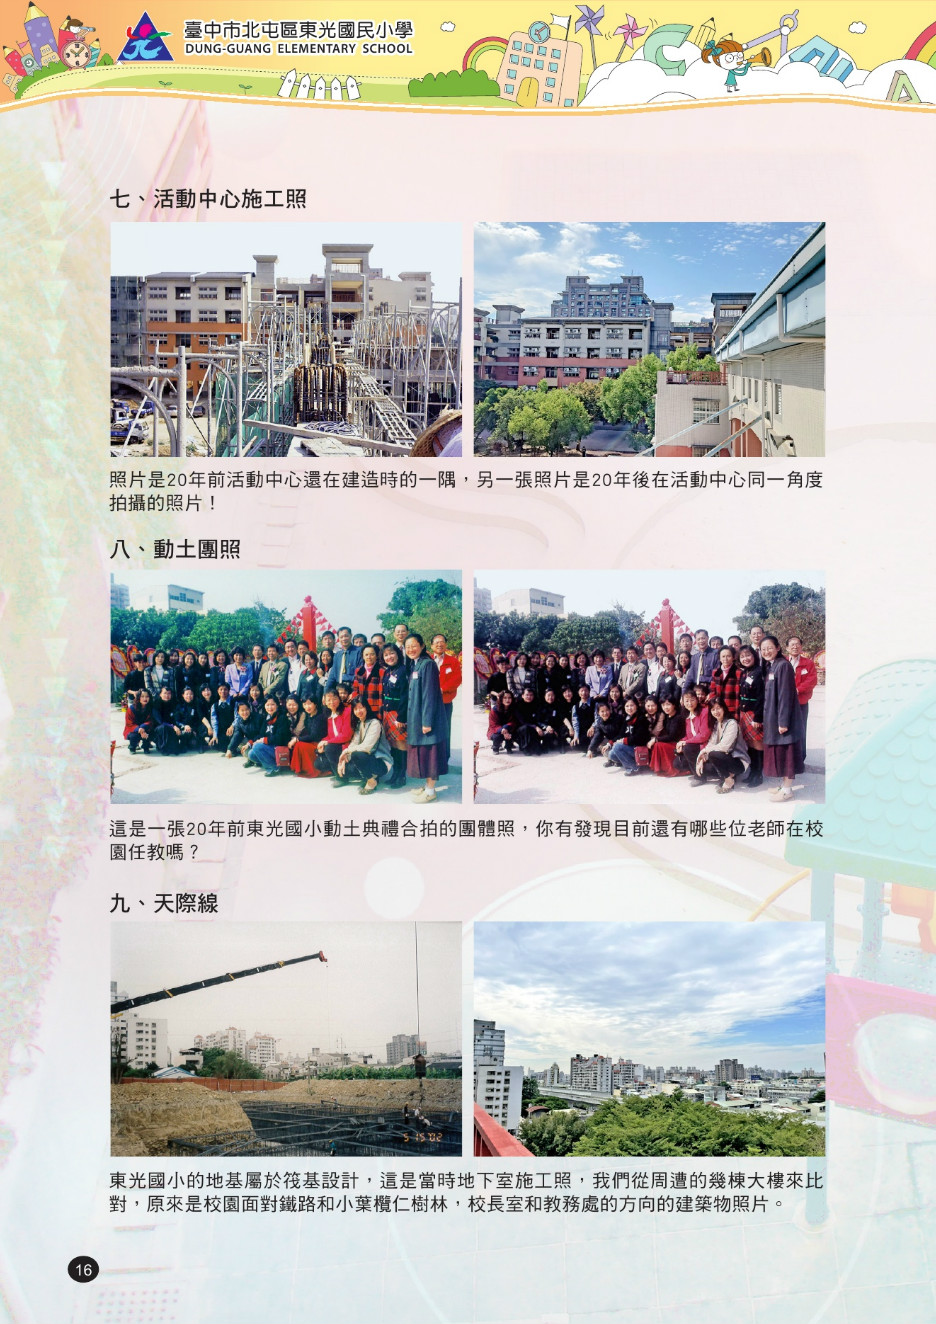 臺中市北屯區東光國民小學
DUNG-GUANG ELEMENTARY SCHOOL
七、活動中心施工照
照片是20年前活動中心還在建造時的一隅，另一張照片是20年後在活動中心同一角度
拍攝的照片！
八、動土團照
這是一張20年前東光國小動土典禮合拍的團體照，你有發現目前還有哪些位老師在校
園任教嗎？
九、天際線
5 15 '02
東光國小的地基屬於筏基設計，這是當時地下室施工照，我們從周遭的幾棟大樓來比
對，原來是校園面對鐵路和小葉欖仁樹林，校長室和教務處的方向的建築物照片。
16